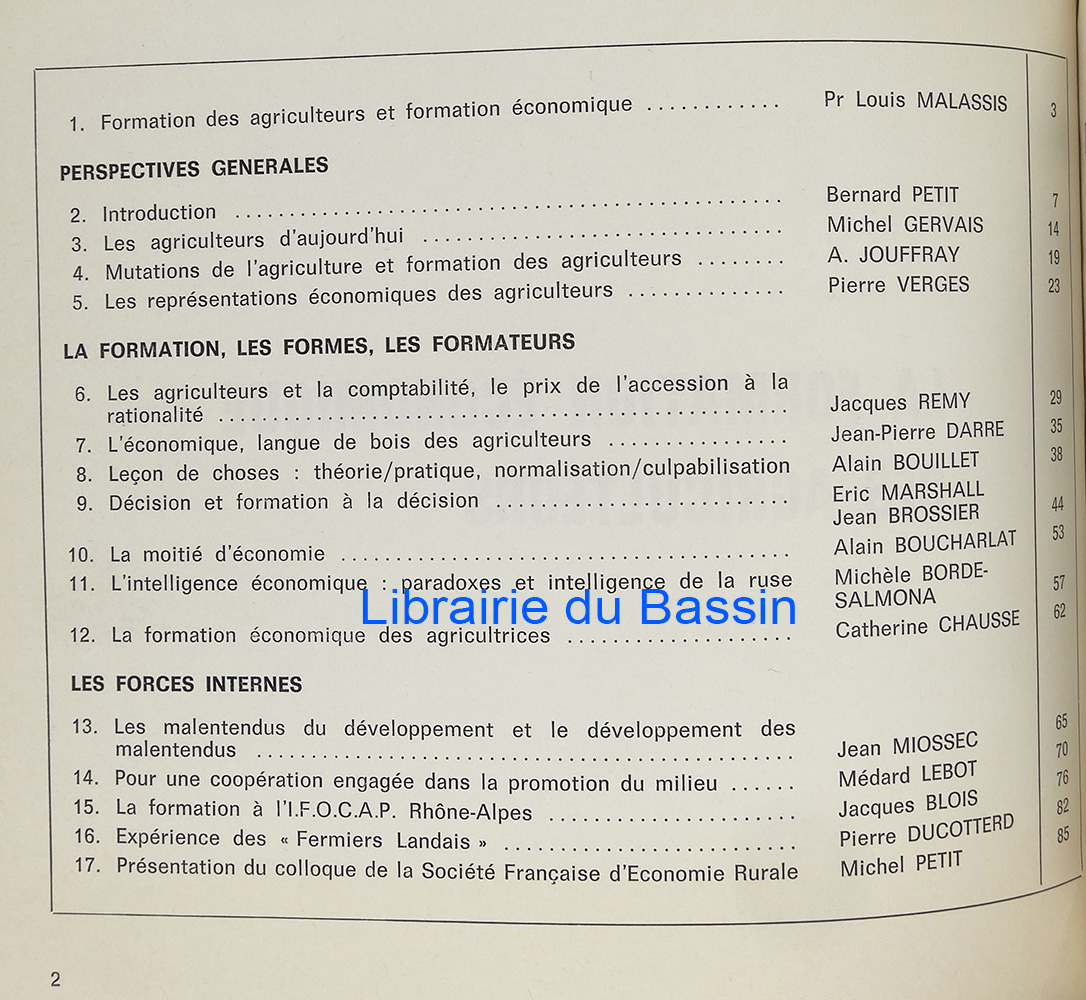 1. Formation des agriculteurs et formation économique ............ Pr Louis MALASSIS 3
PERSPECTIVES GENERALES
2. Introduction ........................................ Bernard PETIT 7
3. Les agriculteurs d'aujourd'hui ........................... Michel GERVAIS 14
4. Mutations de l'agriculture et formation des agriculteurs ........ A. JOUFFRAY 19
5. Les représentations économiques des agriculteurs .............. Pierre VERGES 23
LA FORMATION, LES FORMES, LES FORMATEURS
6. Les agriculteurs et la comptabilité, le prix de l'accession à la
rationalité .............................................. Jacques REMY 29
7. L'économique, langue de bois des agriculteurs ................ Jean-Pierre DARRE 35
8. Leçon de choses : théorie/pratique, normalisation/culpabilisation Alain BOUILLET 38
9. Décision et formation à la décision ........................ Eric MARSHALL
Jean BROSSIER 44
10. La moitié d'économie ................................... Alain BOUCHARLAT 53
11. L'intelligence économique : paradoxes et intelligence de la ruse Michèle BORDE-
SALMONA 57
Librairie du Bassin
12. La formation économique des agricultrices .................. Catherine CHAUSSE 62
LES FORCES INTERNES
13. Les malentendus du développement et le développement des
malentendus .......................................... Jean MIOSSEC 65
14. Pour une coopération engagée dans la promotion du milieu ...... Médard LEBOT 70
15. La formation à l'I.F.O.C.A.P. Rhône-Alpes .................... Jacques BLOIS 76
16. Expérience des « Fermiers Landais » ........................ Pierre DUCOTTERD 82
17. Présentation du colloque de la Société Française d'Economie Rurale Michel PETIT 85
2